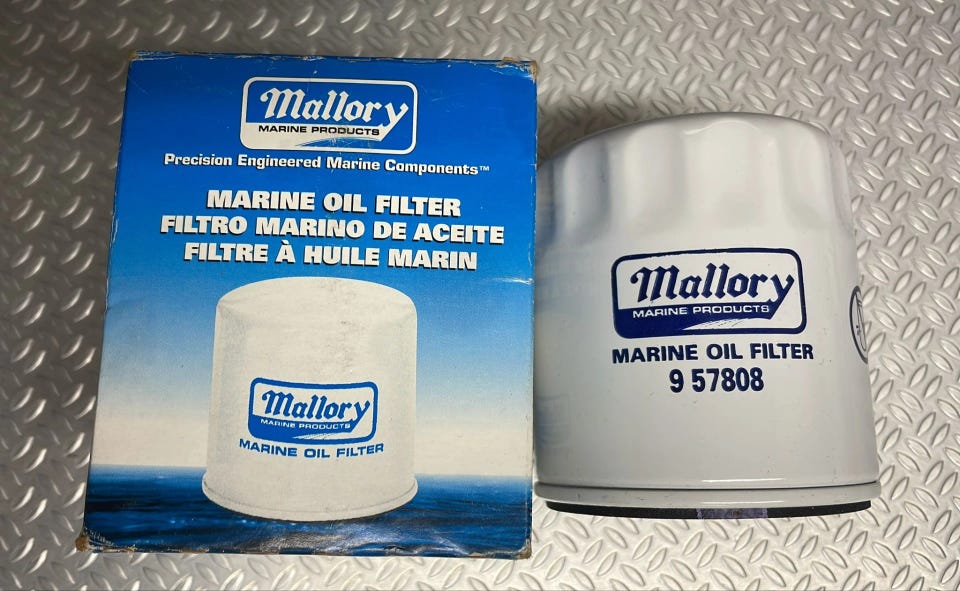 Mallory
MARINE PRODUCTS
Precision Engineered Marine Components™
MARINE OIL FILTER
FILTRO MARINO DE ACEITE
FILTRE À HUILE MARIN
Mallory
MARINE PRODUCTS
MARINE OIL FILTER
Mallory
MARINE PRODUCTS
MARINE OIL FILTER
9 57808